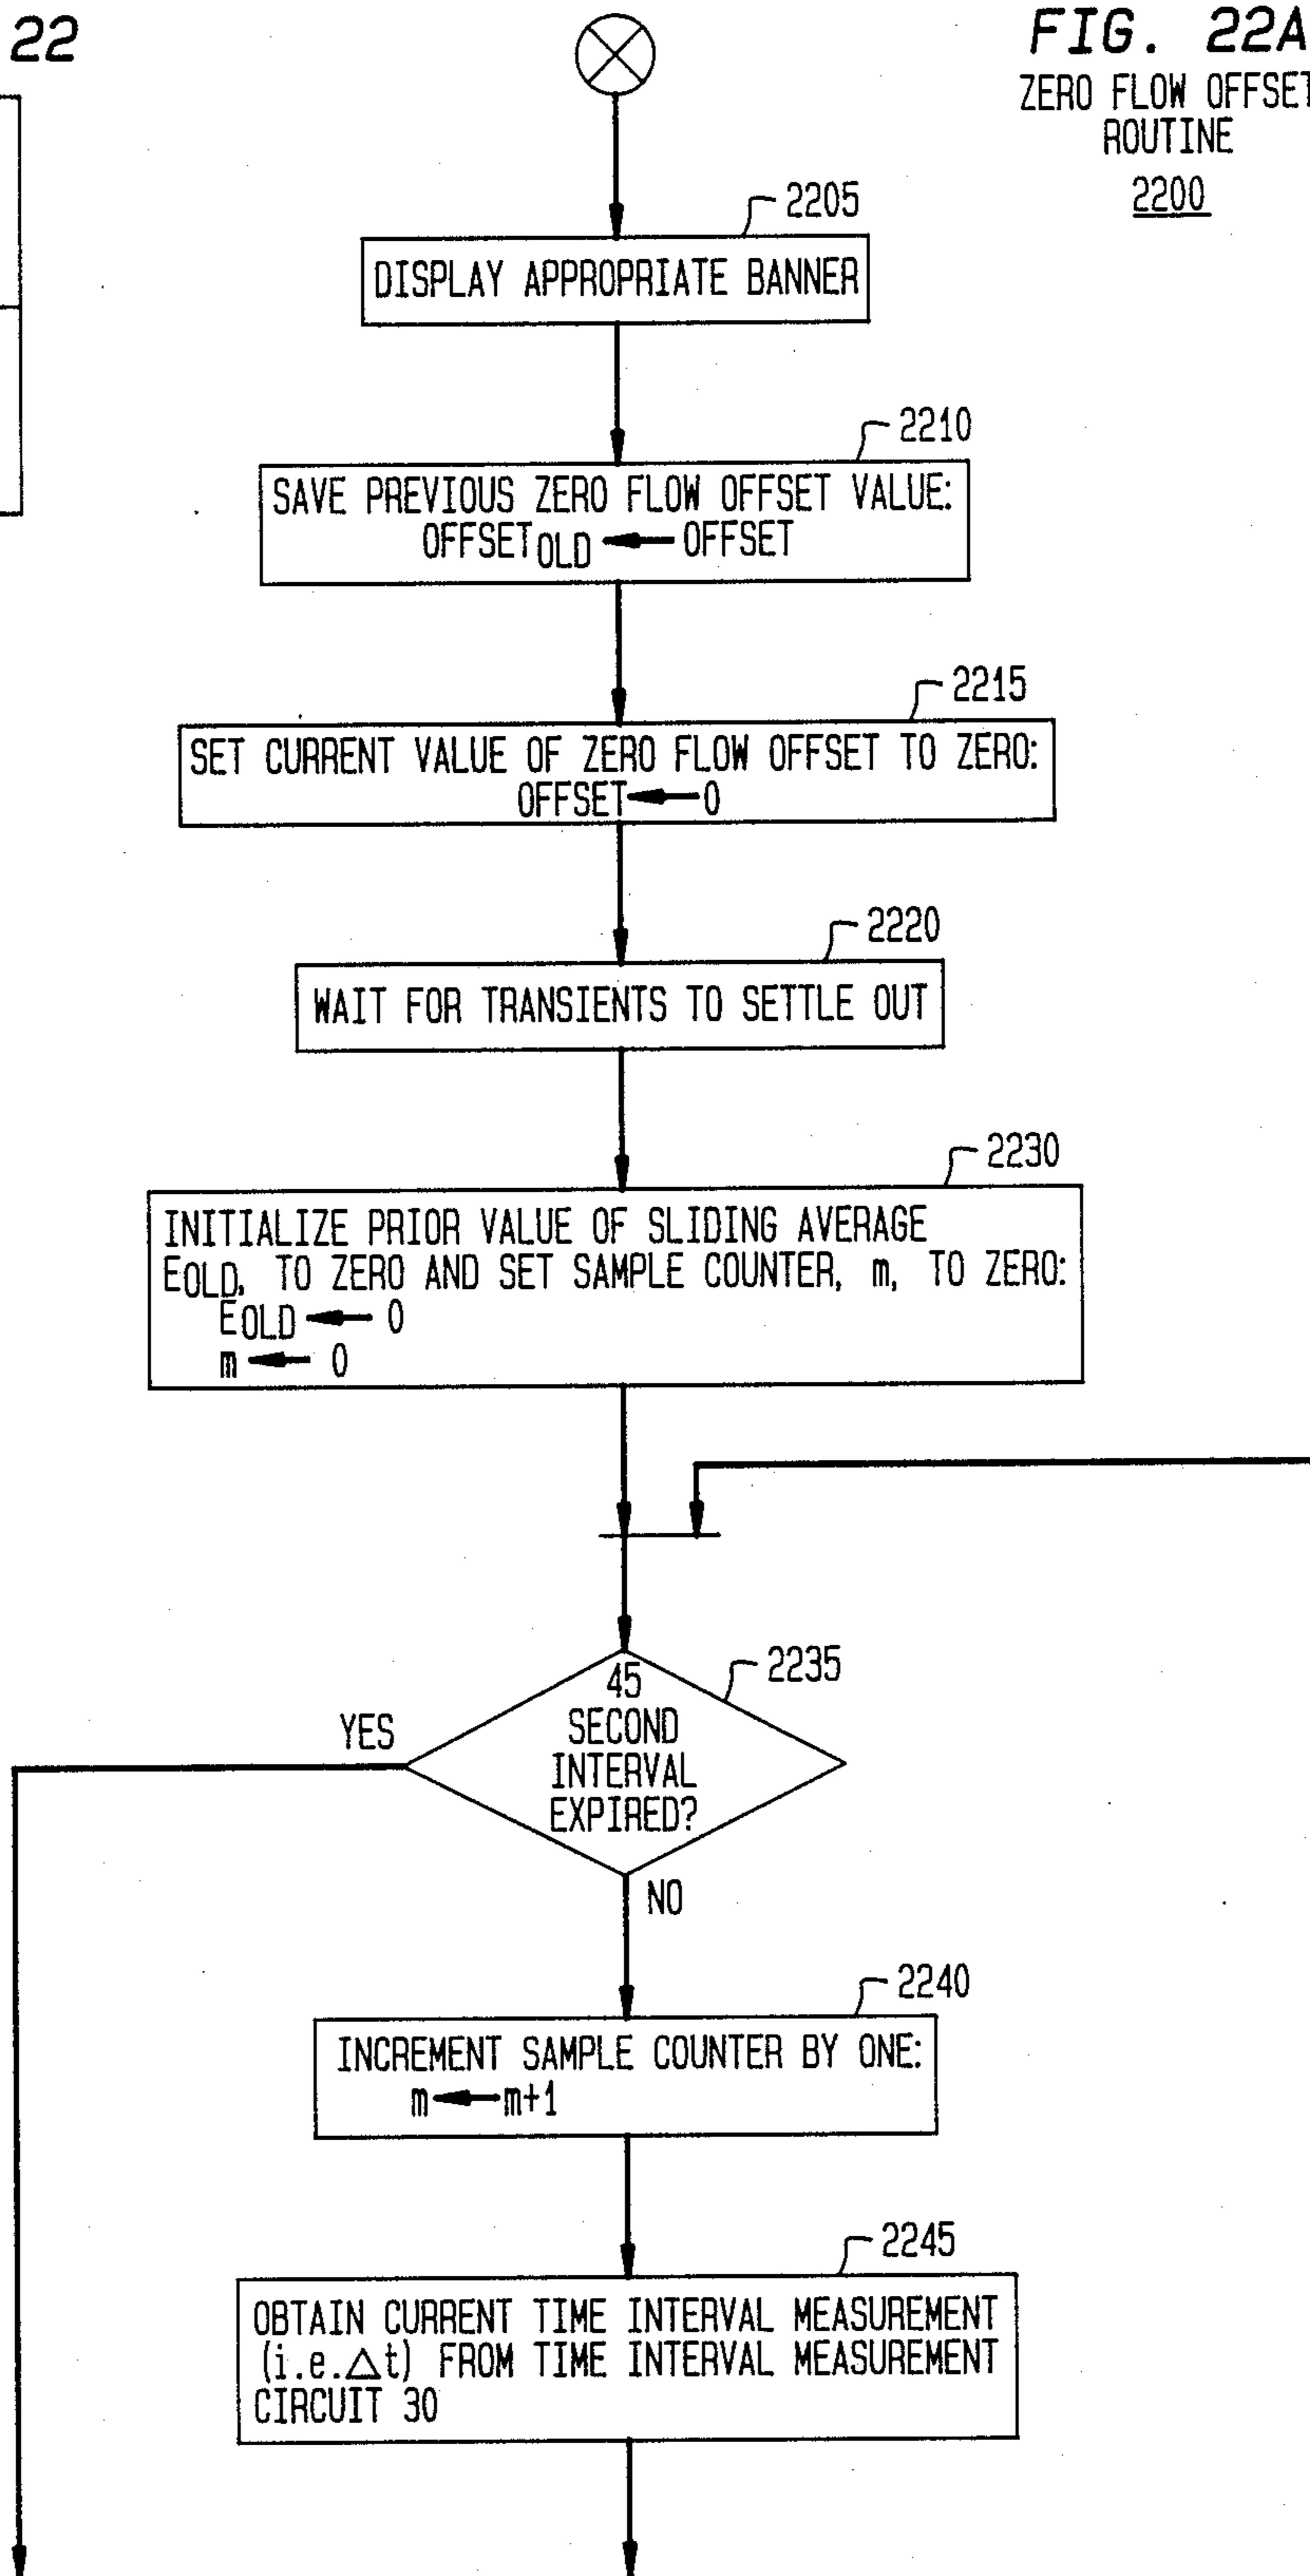 22
FIG. 22A
ZERO FLOW OFFSET
ROUTINE
2200
2205
DISPLAY APPROPRIATE BANNER
2210
SAVE PREVIOUS ZERO FLOW OFFSET VALUE:
OFFSET OLD ← OFFSET
2215
SET CURRENT VALUE OF ZERO FLOW OFFSET TO ZERO:
OFFSET ← 0
2220
WAIT FOR TRANSIENTS TO SETTLE OUT
2230
INITIALIZE PRIOR VALUE OF SLIDING AVERAGE
EOLD, TO ZERO AND SET SAMPLE COUNTER, m, TO ZERO:
EOLD ← 0
m ← 0
2235
45
SECOND
INTERVAL
EXPIRED?
YES
NO
2240
INCREMENT SAMPLE COUNTER BY ONE:
m ← m+1
2245
OBTAIN CURRENT TIME INTERVAL MEASUREMENT
(i.e.Δt) FROM TIME INTERVAL MEASUREMENT
CIRCUIT 30